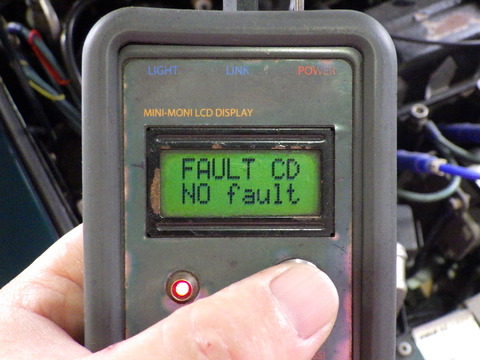 LIGHT LINK POWER
MINI-MONI LCD DISPLAY
FAULT CD
NO fault